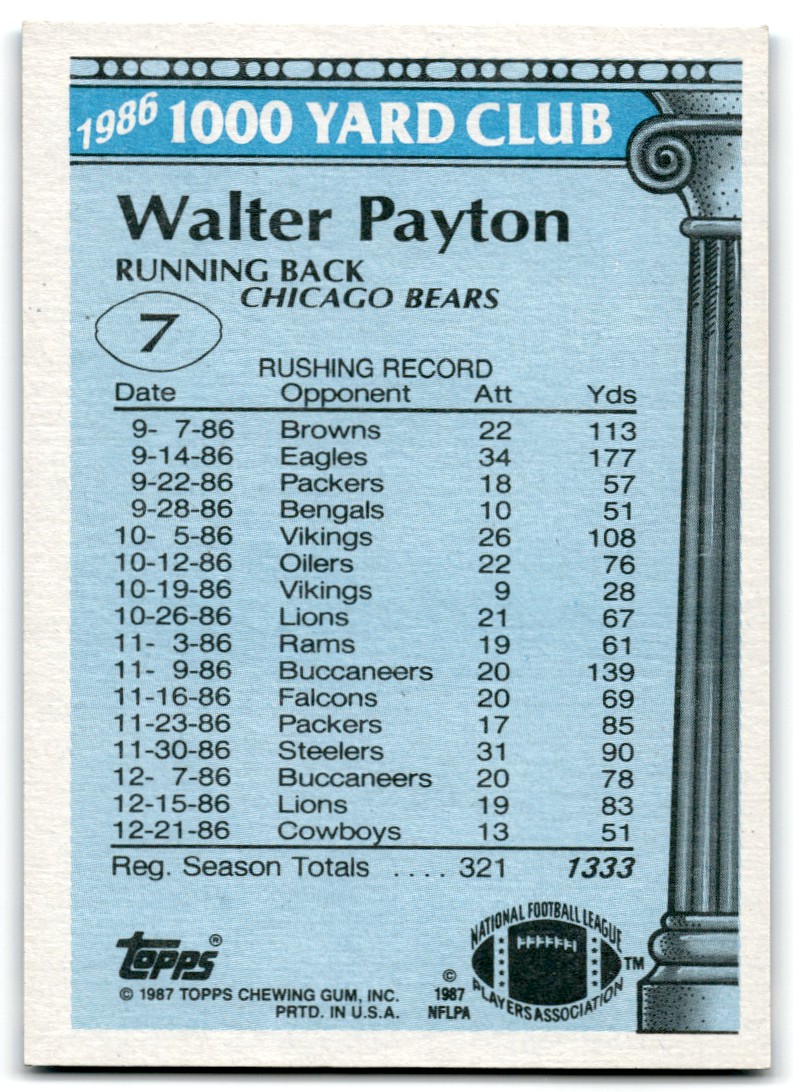 1986 1000 YARD CLUB
Walter Payton
RUNNING BACK
CHICAGO BEARS
7
RUSHING RECORD
Date Opponent Att Yds
9- 7-86 Browns 22 113
9-14-86 Eagles 34 177
9-22-86 Packers 18 57
9-28-86 Bengals 10 51
10- 5-86 Vikings 26 108
10-12-86 Oilers 22 76
10-19-86 Vikings 9 28
10-26-86 Lions 21 67
11- 3-86 Rams 19 61
11- 9-86 Buccaneers 20 139
11-16-86 Falcons 20 69
11-23-86 Packers 17 85
11-30-86 Steelers 31 90
12- 7-86 Buccaneers 20 78
12-15-86 Lions 19 83
12-21-86 Cowboys 13 51
Reg. Season Totals .... 321 1333
topps®
© 1987 TOPPS CHEWING GUM, INC.
PRTD. IN U.S.A.
© 1987 NFLPA
NATIONAL FOOTBALL LEAGUE
PLAYERS ASSOCIATION
TM